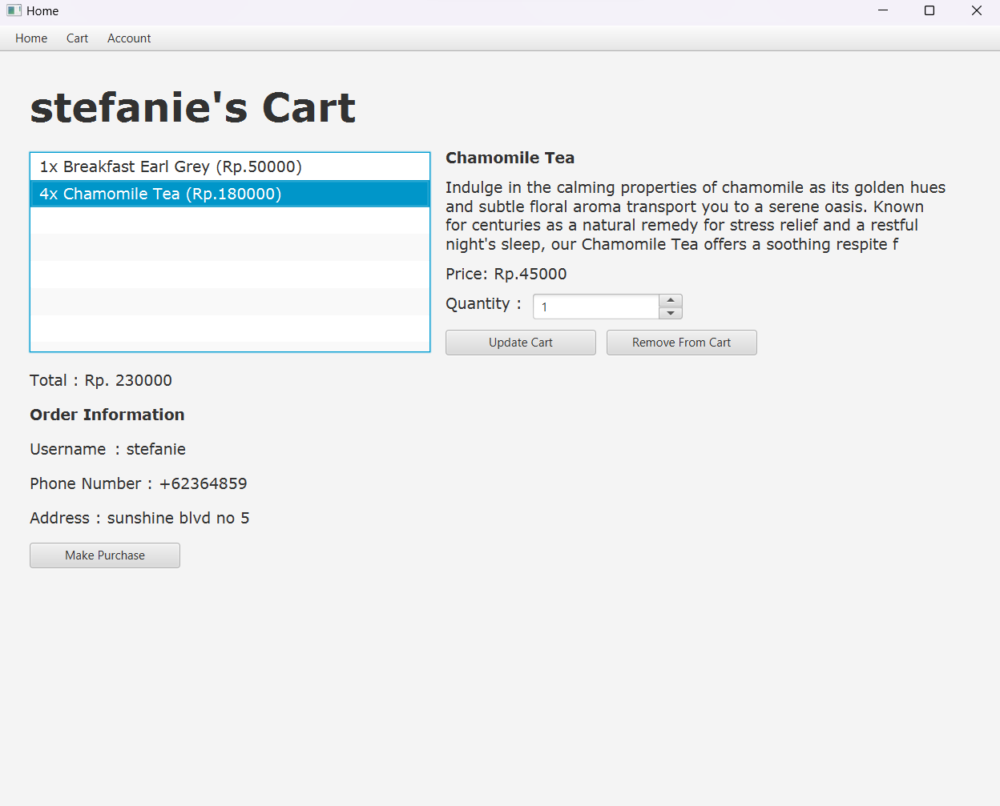 Home
Home Cart Account
stefanie's Cart
1x Breakfast Earl Grey (Rp.50000)
4x Chamomile Tea (Rp.180000)
Chamomile Tea
Indulge in the calming properties of chamomile as its golden hues
and subtle floral aroma transport you to a serene oasis. Known
for centuries as a natural remedy for stress relief and a restful
night's sleep, our Chamomile Tea offers a soothing respite f
Price: Rp.45000
Quantity : 1
Update Cart Remove From Cart
Total : Rp. 230000
Order Information
Username : stefanie
Phone Number : +62364859
Address : sunshine blvd no 5
Make Purchase